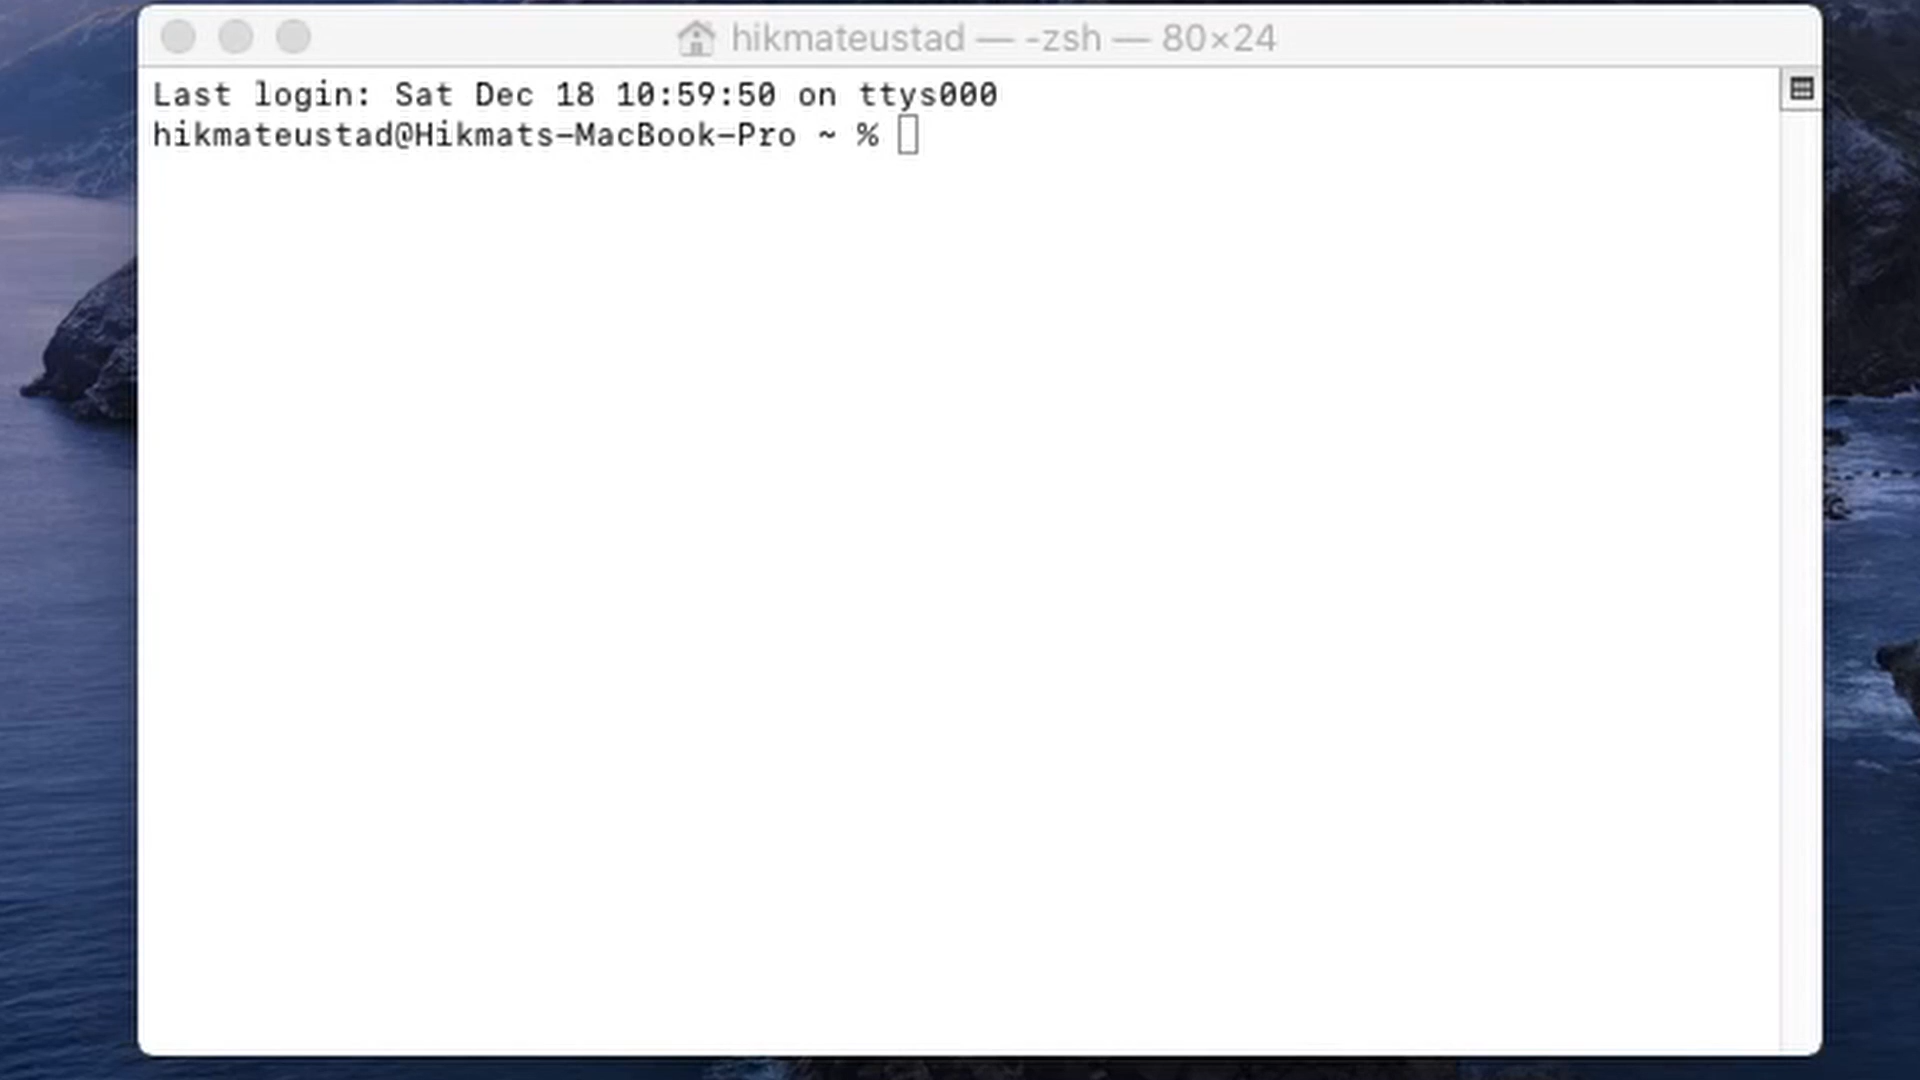 hikmateustad — -zsh — 80×24
Last login: Sat Dec 18 10:59:50 on ttys000
hikmateustad@Hikmats-MacBook-Pro ~ %